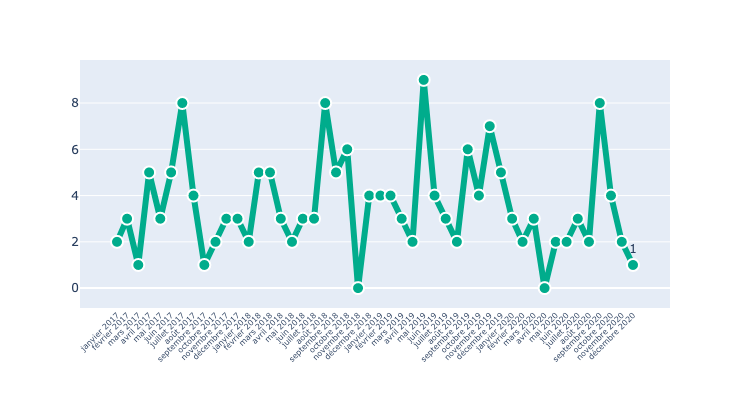 8
6
4
2
0
1
janvier 2017
février 2017
mars 2017
avril 2017
mai 2017
juin 2017
juillet 2017
août 2017
septembre 2017
octobre 2017
novembre 2017
décembre 2017
janvier 2018
février 2018
mars 2018
avril 2018
mai 2018
juin 2018
juillet 2018
août 2018
septembre 2018
octobre 2018
novembre 2018
décembre 2018
janvier 2019
février 2019
mars 2019
avril 2019
mai 2019
juin 2019
juillet 2019
août 2019
septembre 2019
octobre 2019
novembre 2019
décembre 2019
janvier 2020
février 2020
mars 2020
avril 2020
mai 2020
juin 2020
juillet 2020
août 2020
septembre 2020
octobre 2020
novembre 2020
décembre 2020